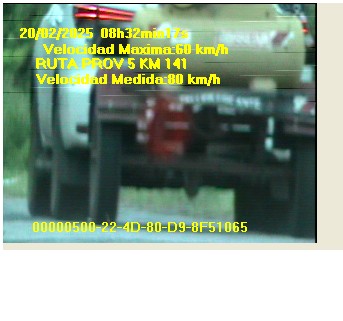 20/02/2025 08h32min17s
Velocidad Maxima:60 km/h
RUTA PROV 5 KM 141
Velocidad Medida:80 km/h
00000500-22-4D-80-D9-8F51065